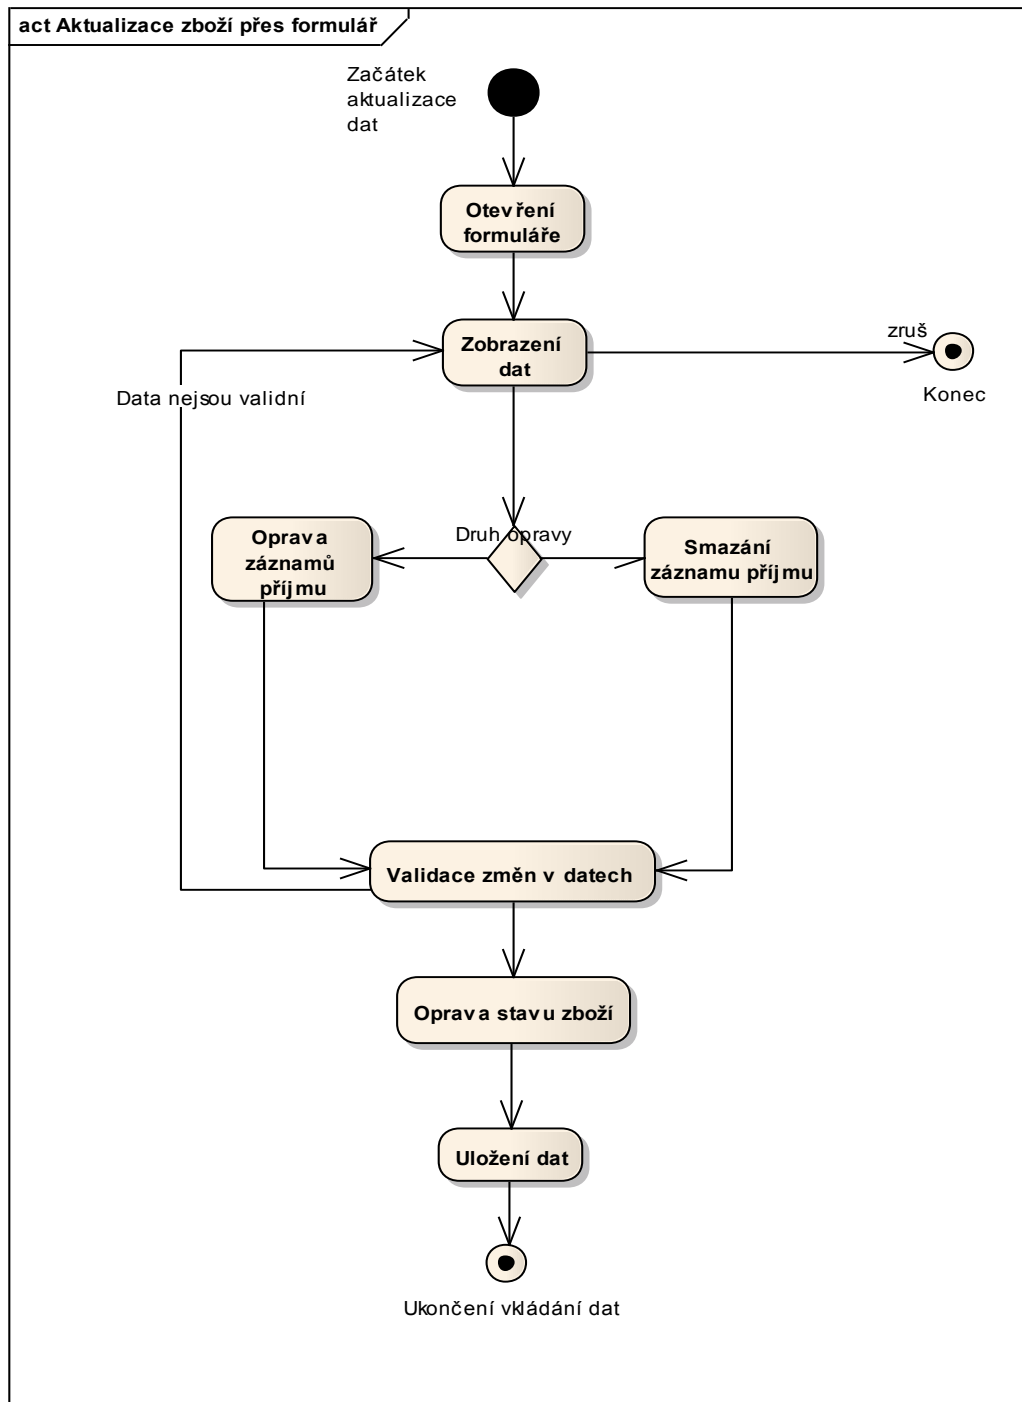 act Aktualizace zboží přes formulář
Začátek
aktualizace
dat
Otevření
formuláře
Zobrazení
dat
zruš
Konec
Data nejsou validní
Druh opravy
Oprava
záznamů
příjmu
Smazání
záznamu příjmu
Validace změn v datech
Oprava stavu zboží
Uložení dat
Ukončení vkládání dat